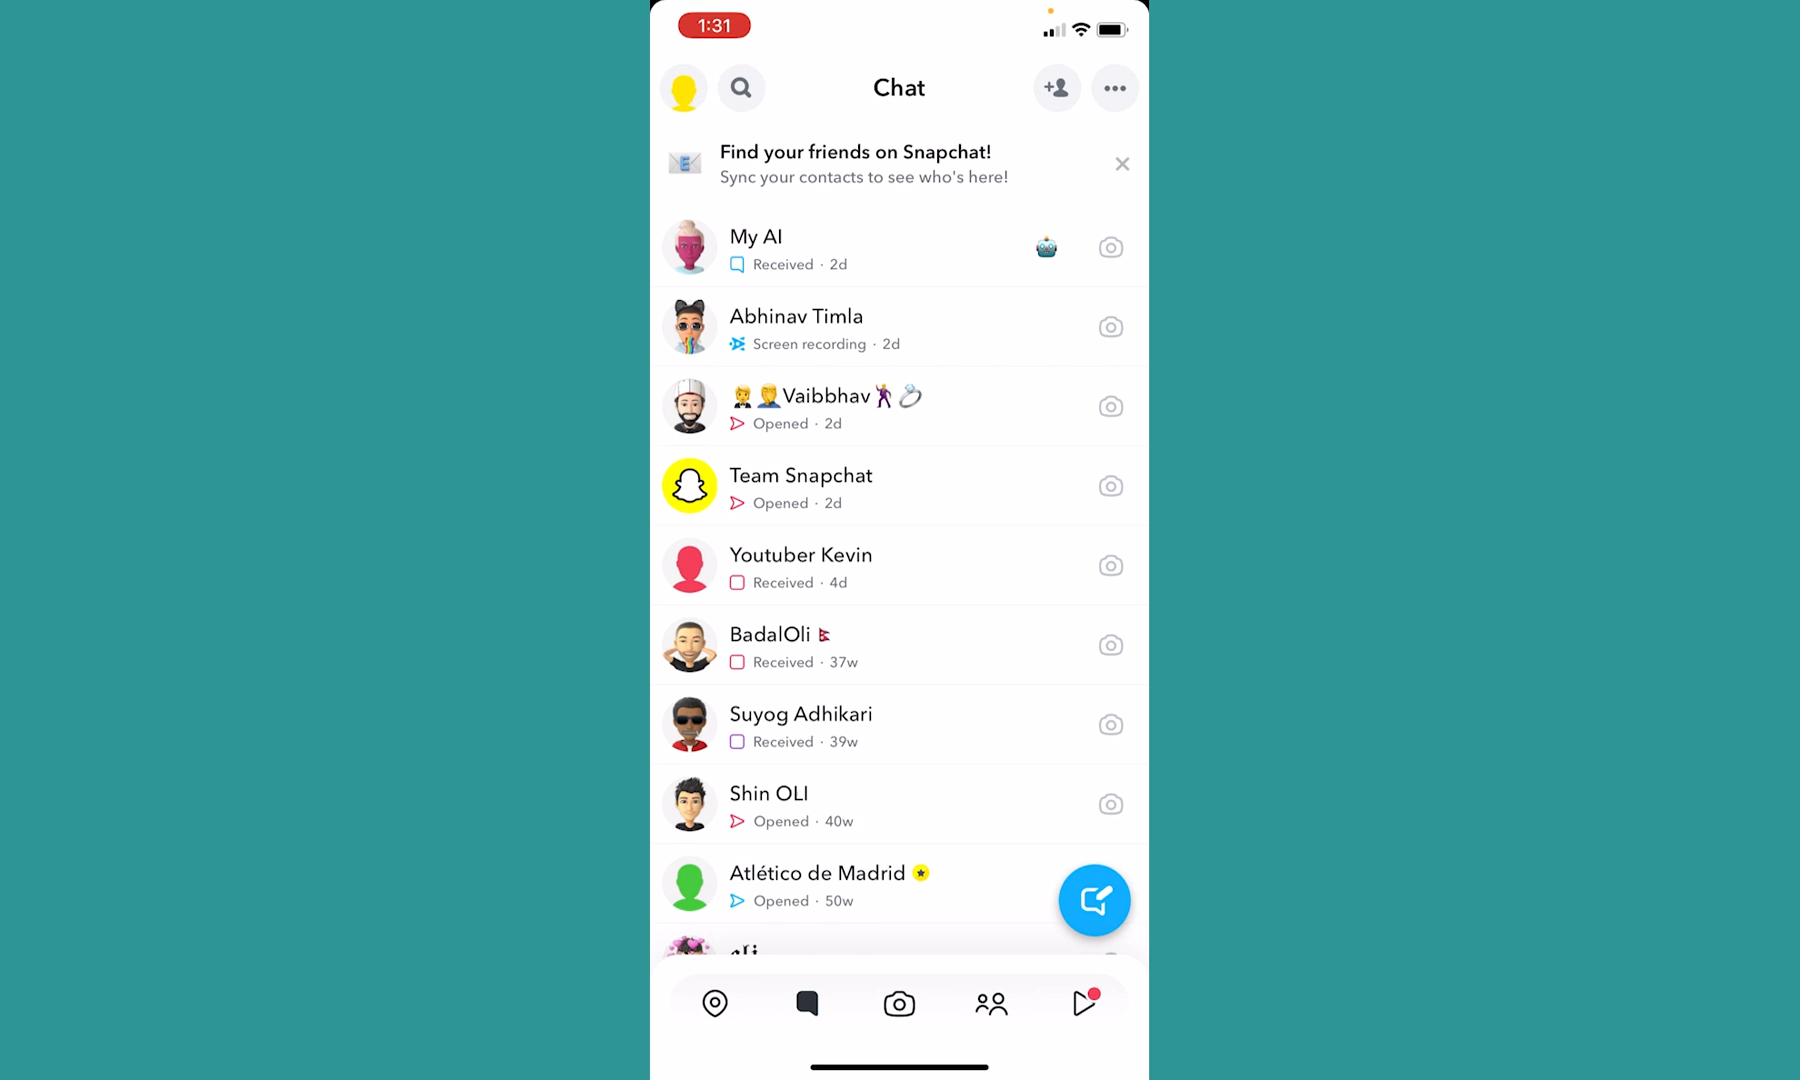 1:31
Chat
Find your friends on Snapchat!
Sync your contacts to see who's here!
My AI
Received · 2d
Abhinav Timla
Screen recording · 2d
🤵🤦Vaibbhav🕺💍
Opened · 2d
Team Snapchat
Opened · 2d
Youtuber Kevin
Received · 4d
BadalOli 🇳🇵
Received · 37w
Suyog Adhikari
Received · 39w
Shin OLI
Opened · 40w
Atlético de Madrid
Opened · 50w